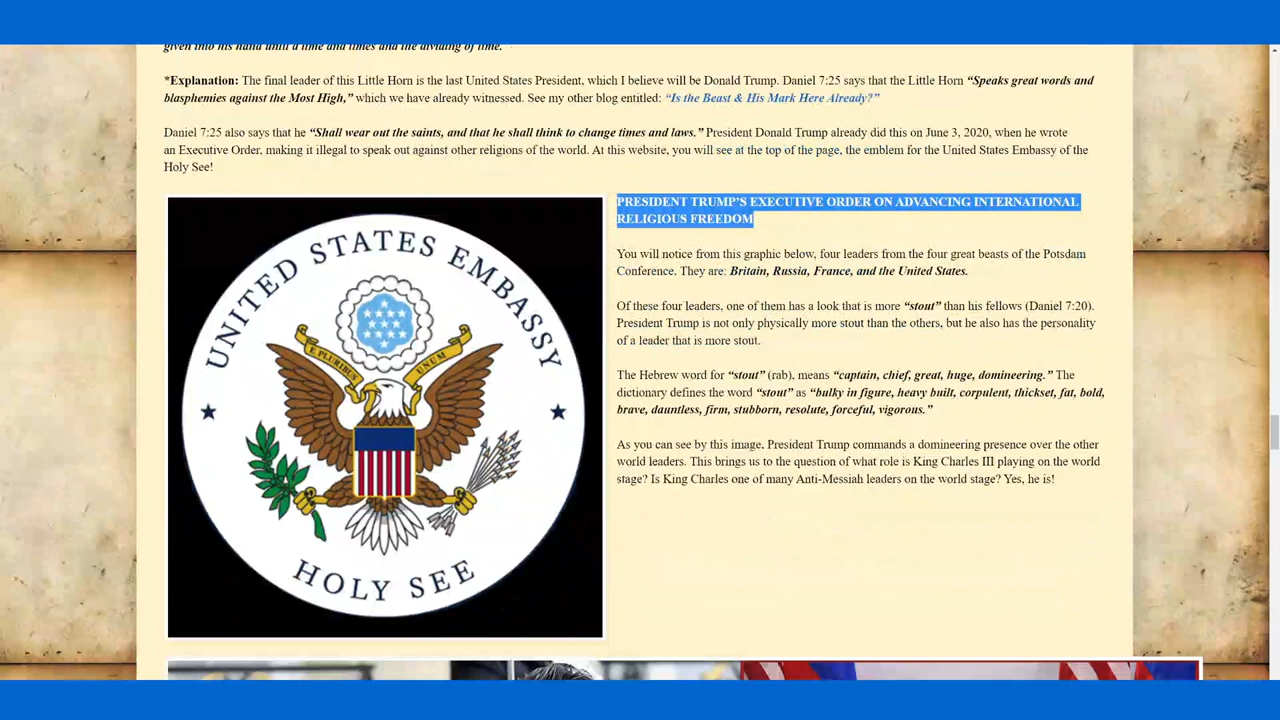 given into his hand until a time and times and the dividing of time."
*Explanation: The final leader of this Little Horn is the last United States President, which I believe will be Donald Trump. Daniel 7:25 says that the Little Horn “Speaks great words and
blasphemies against the Most High,” which we have already witnessed. See my other blog entitled: “Is the Beast & His Mark Here Already?”
Daniel 7:25 also says that he “Shall wear out the saints, and that he shall think to change times and laws.” President Donald Trump already did this on June 3, 2020, when he wrote
an Executive Order, making it illegal to speak out against other religions of the world. At this website, you will see at the top of the page, the emblem for the United States Embassy of the
Holy See!
UNITED STATES EMBASSY
E PLURIBUS UNUM
HOLY SEE
PRESIDENT TRUMP’S EXECUTIVE ORDER ON ADVANCING INTERNATIONAL
RELIGIOUS FREEDOM
You will notice from this graphic below, four leaders from the four great beasts of the Potsdam
Conference. They are: Britain, Russia, France, and the United States.
Of these four leaders, one of them has a look that is more “stout” than his fellows (Daniel 7:20).
President Trump is not only physically more stout than the others, but he also has the personality
of a leader that is more stout.
The Hebrew word for “stout” (rab), means “captain, chief, great, huge, domineering.” The
dictionary defines the word “stout” as “bulky in figure, heavy built, corpulent, thickset, fat, bold,
brave, dauntless, firm, stubborn, resolute, forceful, vigorous.”
As you can see by this image, President Trump commands a domineering presence over the other
world leaders. This brings us to the question of what role is King Charles III playing on the world
stage? Is King Charles one of many Anti-Messiah leaders on the world stage? Yes, he is!